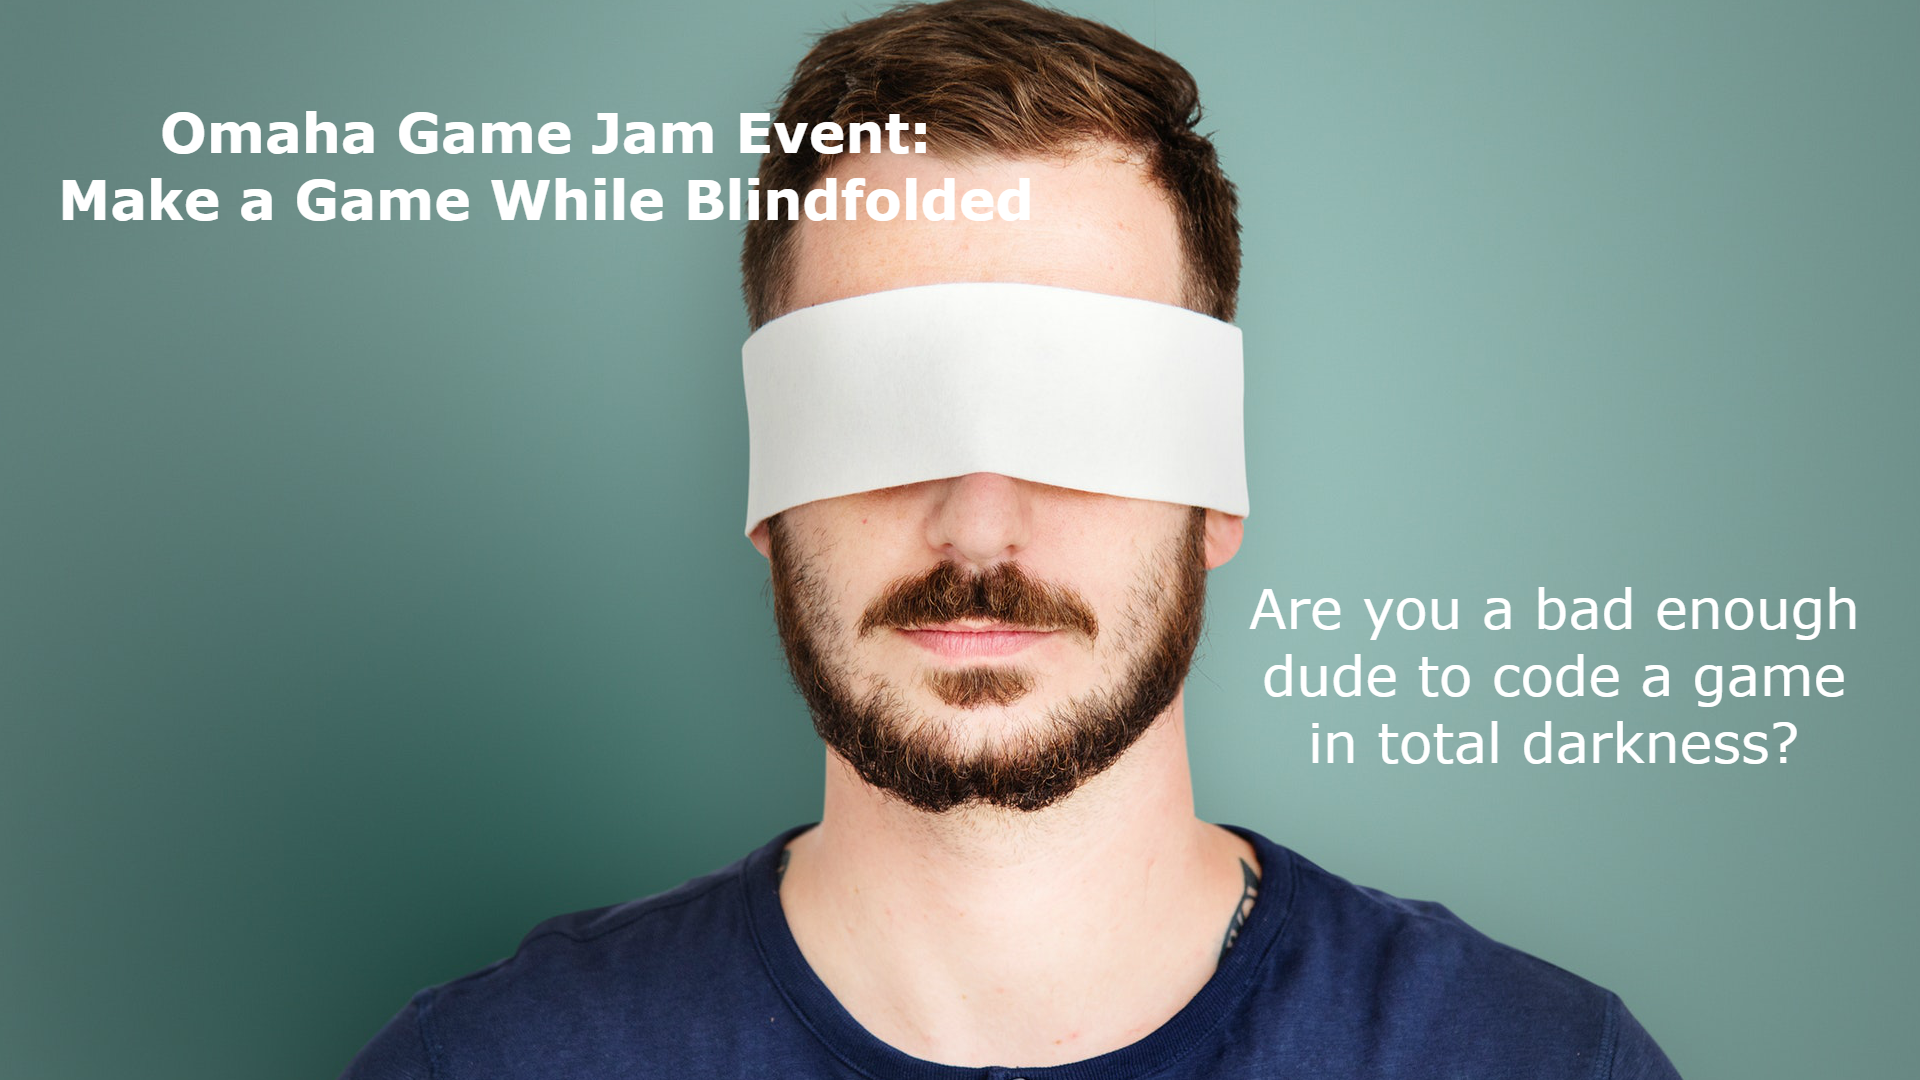 Omaha Game Jam Event:
Make a Game While Blindfolded
Are you a bad enough
dude to code a game
in total darkness?